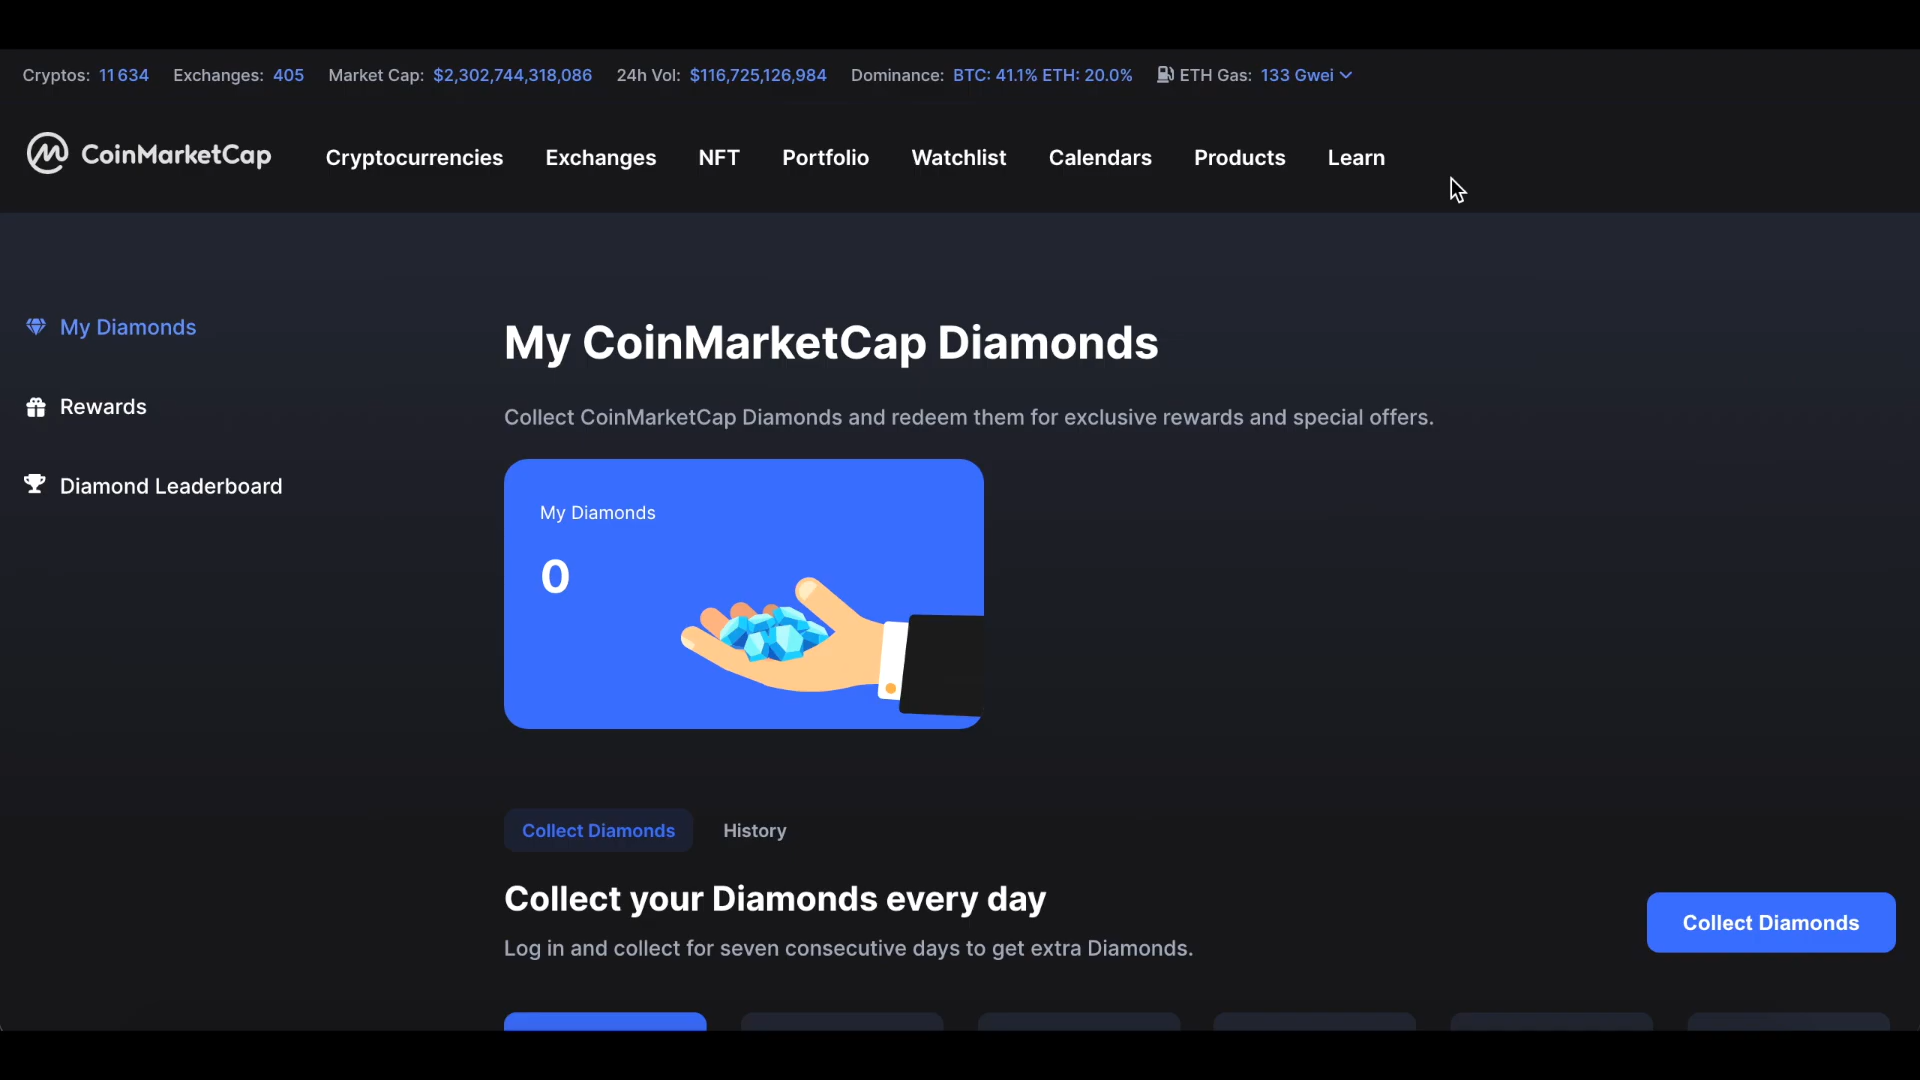 Cryptos: 11 634 Exchanges: 405 Market Cap: $2,302,744,318,086 24h Vol: $116,725,126,984 Dominance: BTC: 41.1% ETH: 20.0% ETH Gas: 133 Gwei
CoinMarketCap Cryptocurrencies Exchanges NFT Portfolio Watchlist Calendars Products Learn
My Diamonds
Rewards
Diamond Leaderboard
My CoinMarketCap Diamonds
Collect CoinMarketCap Diamonds and redeem them for exclusive rewards and special offers.
My Diamonds
0
Collect Diamonds History
Collect your Diamonds every day
Log in and collect for seven consecutive days to get extra Diamonds.
Collect Diamonds